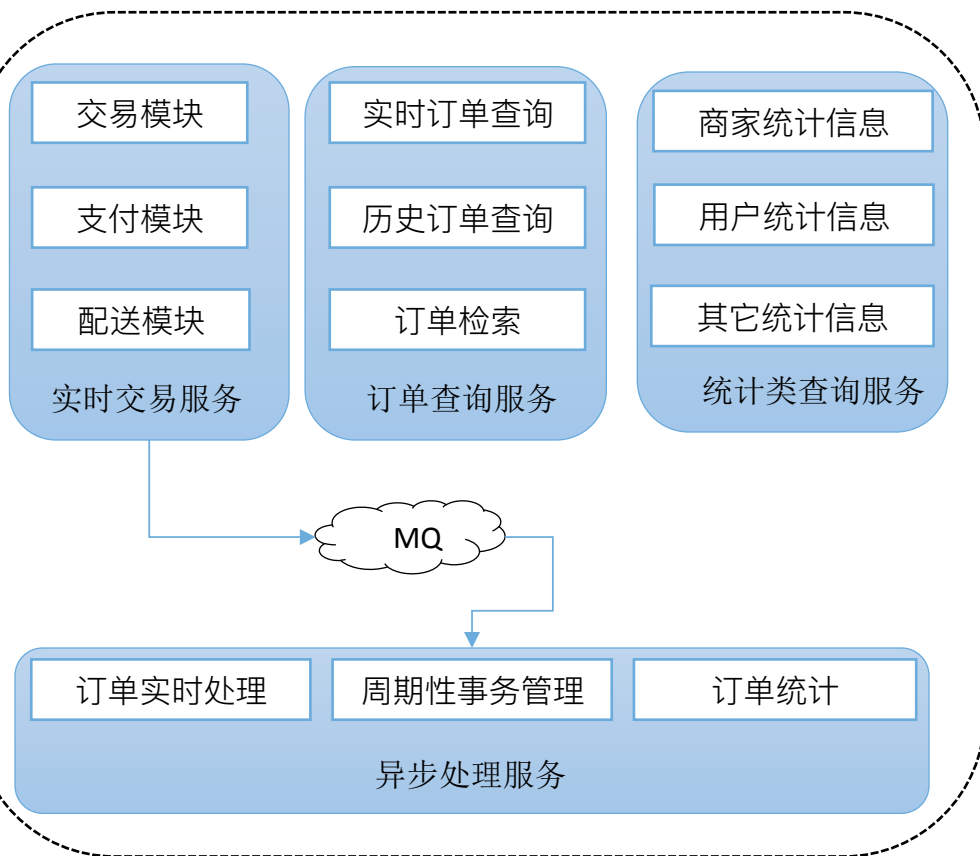 交易模块
支付模块
配送模块
实时交易服务
实时订单查询
历史订单查询
订单检索
订单查询服务
商家统计信息
用户统计信息
其它统计信息
统计类查询服务
MQ
订单实时处理
周期性事务管理
订单统计
异步处理服务